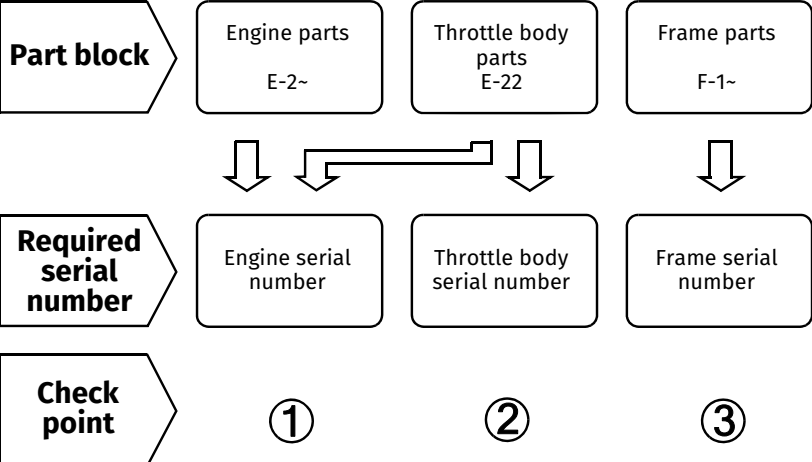 Part block
Engine parts
E-2~
Throttle body
parts
E-22
Frame parts
F-1~
Required
serial
number
Engine serial
number
Throttle body
serial number
Frame serial
number
Check
point
①
②
③